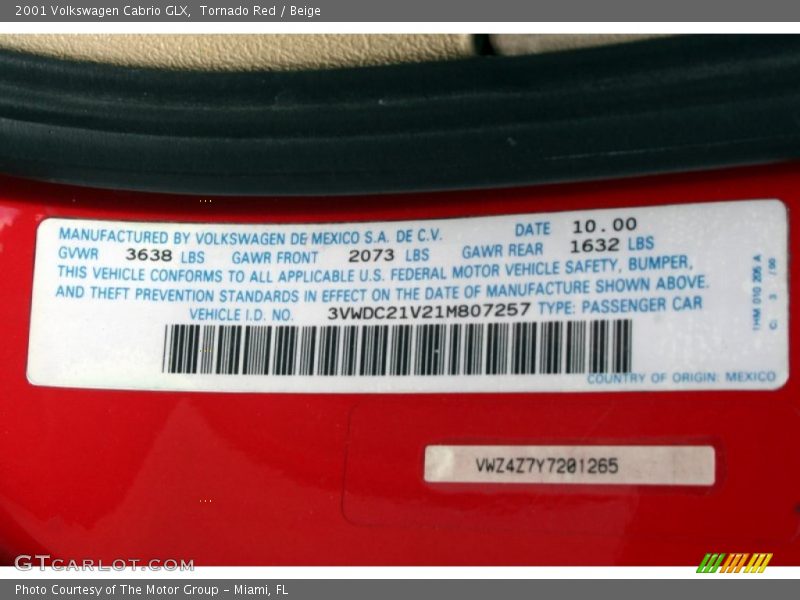 2001 Volkswagen Cabrio GLX, Tornado Red / Beige
MANUFACTURED BY VOLKSWAGEN DE MEXICO S.A. DE C.V. DATE 10.00
GVWR 3638 LBS GAWR FRONT 2073 LBS GAWR REAR 1632 LBS
THIS VEHICLE CONFORMS TO ALL APPLICABLE U.S. FEDERAL MOTOR VEHICLE SAFETY, BUMPER,
AND THEFT PREVENTION STANDARDS IN EFFECT ON THE DATE OF MANUFACTURE SHOWN ABOVE.
VEHICLE I.D. NO. 3VWDC21V21M807257 TYPE: PASSENGER CAR
COUNTRY OF ORIGIN: MEXICO
1HM 010 205 A
VWZ4Z7Y7201265
GTCARLOT.COM
Photo Courtesy of The Motor Group – Miami, FL